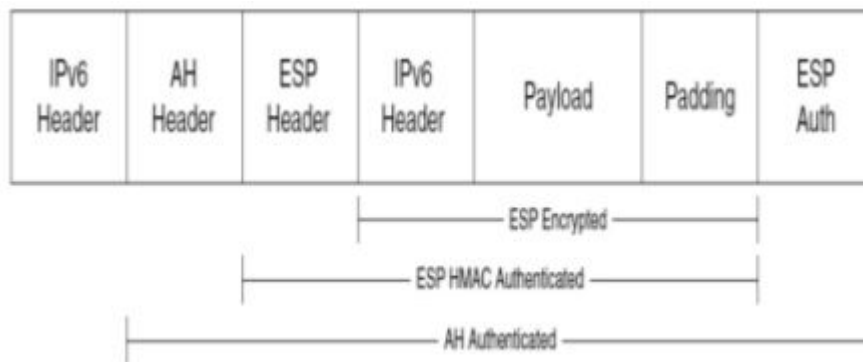 IPv6 Header
AH Header
ESP Header
IPv6 Header
Payload
Padding
ESP Auth
ESP Encrypted
ESP HMAC Authenticated
AH Authenticated